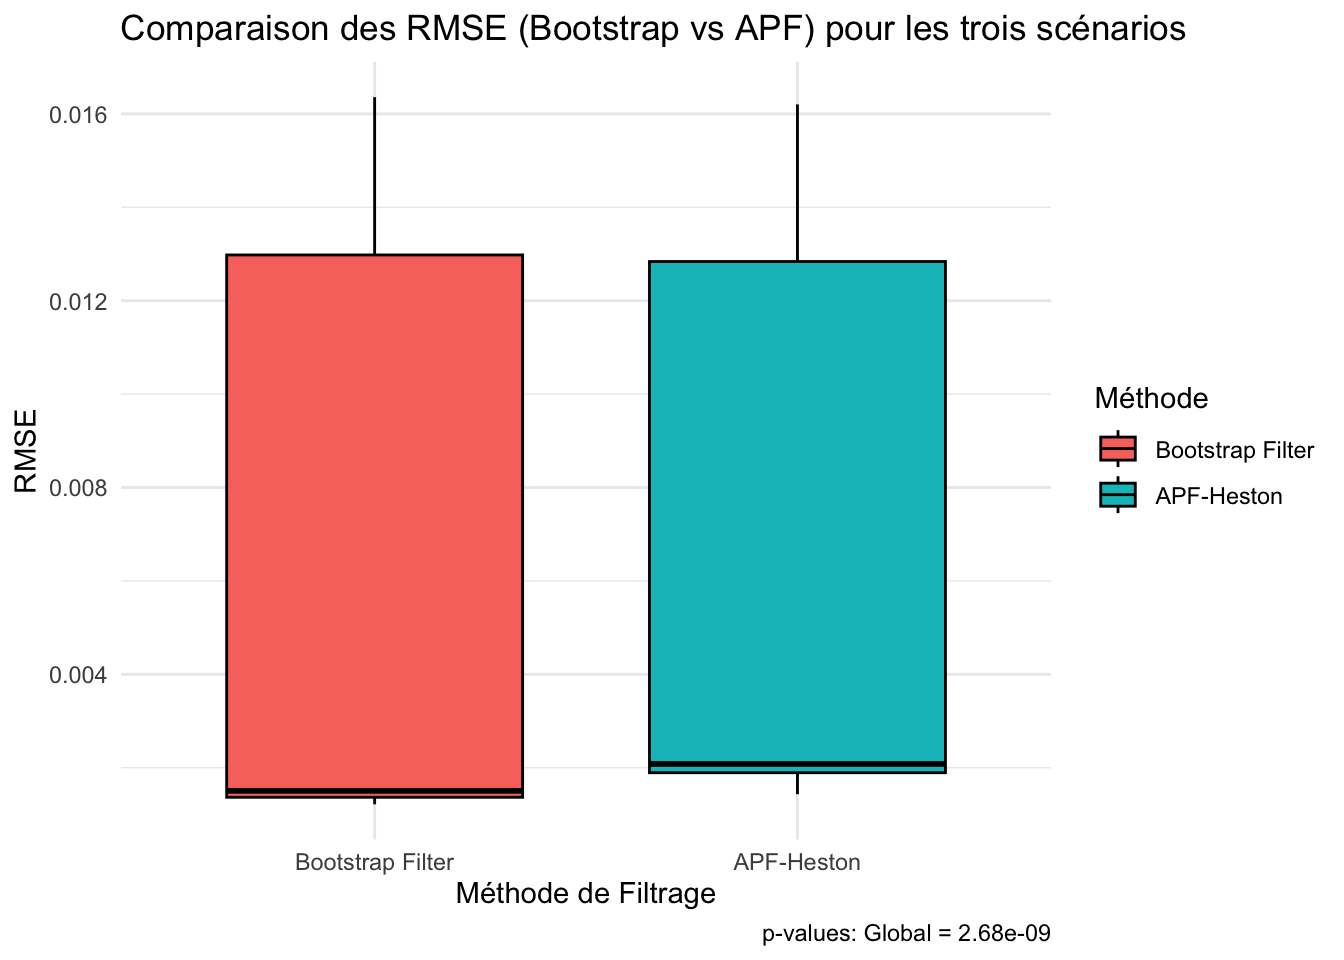 Comparaison des RMSE (Bootstrap vs APF) pour les trois scénarios
0.016
0.012
0.008
0.004
RMSE
Bootstrap Filter
APF-Heston
Méthode de Filtrage
Méthode
Bootstrap Filter
APF-Heston
p-values: Global = 2.68e-09